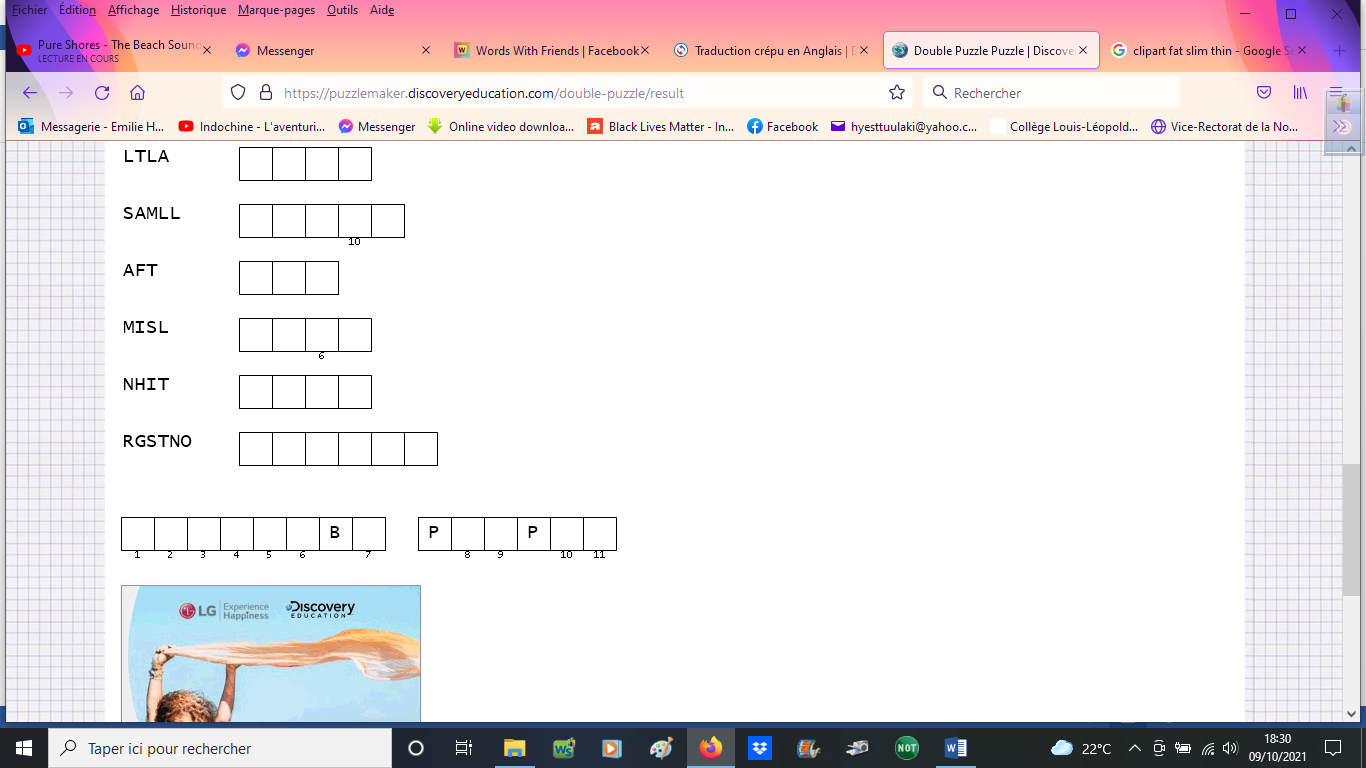 Fichier Édition Affichage Historique Marque-pages Outils Aide
Pure Shores - The Beach Soun
LECTURE EN COURS
Messenger
Words With Friends | Facebook
Traduction crépu en Anglais | D
Double Puzzle Puzzle | Discove
clipart fat slim thin - Google Se
https://puzzlemaker.discoveryeducation.com/double-puzzle/result
Rechercher
Messagerie - Emilie H...
Indochine - L'aventuri...
Messenger
Online video downloa...
Black Lives Matter - In...
Facebook
hyesttuulaki@yahoo.c...
Collège Louis-Léopold...
Vice-Rectorat de la No...
LTLA
SAMLL
10
AFT
MISL
6
NHIT
RGSTNO
B P P
1 2 3 4 5 6 7 8 9 10 11
LG Experience Happiness Discovery EDUCATION
Taper ici pour rechercher
NOT
22°C
18:30
09/10/2021